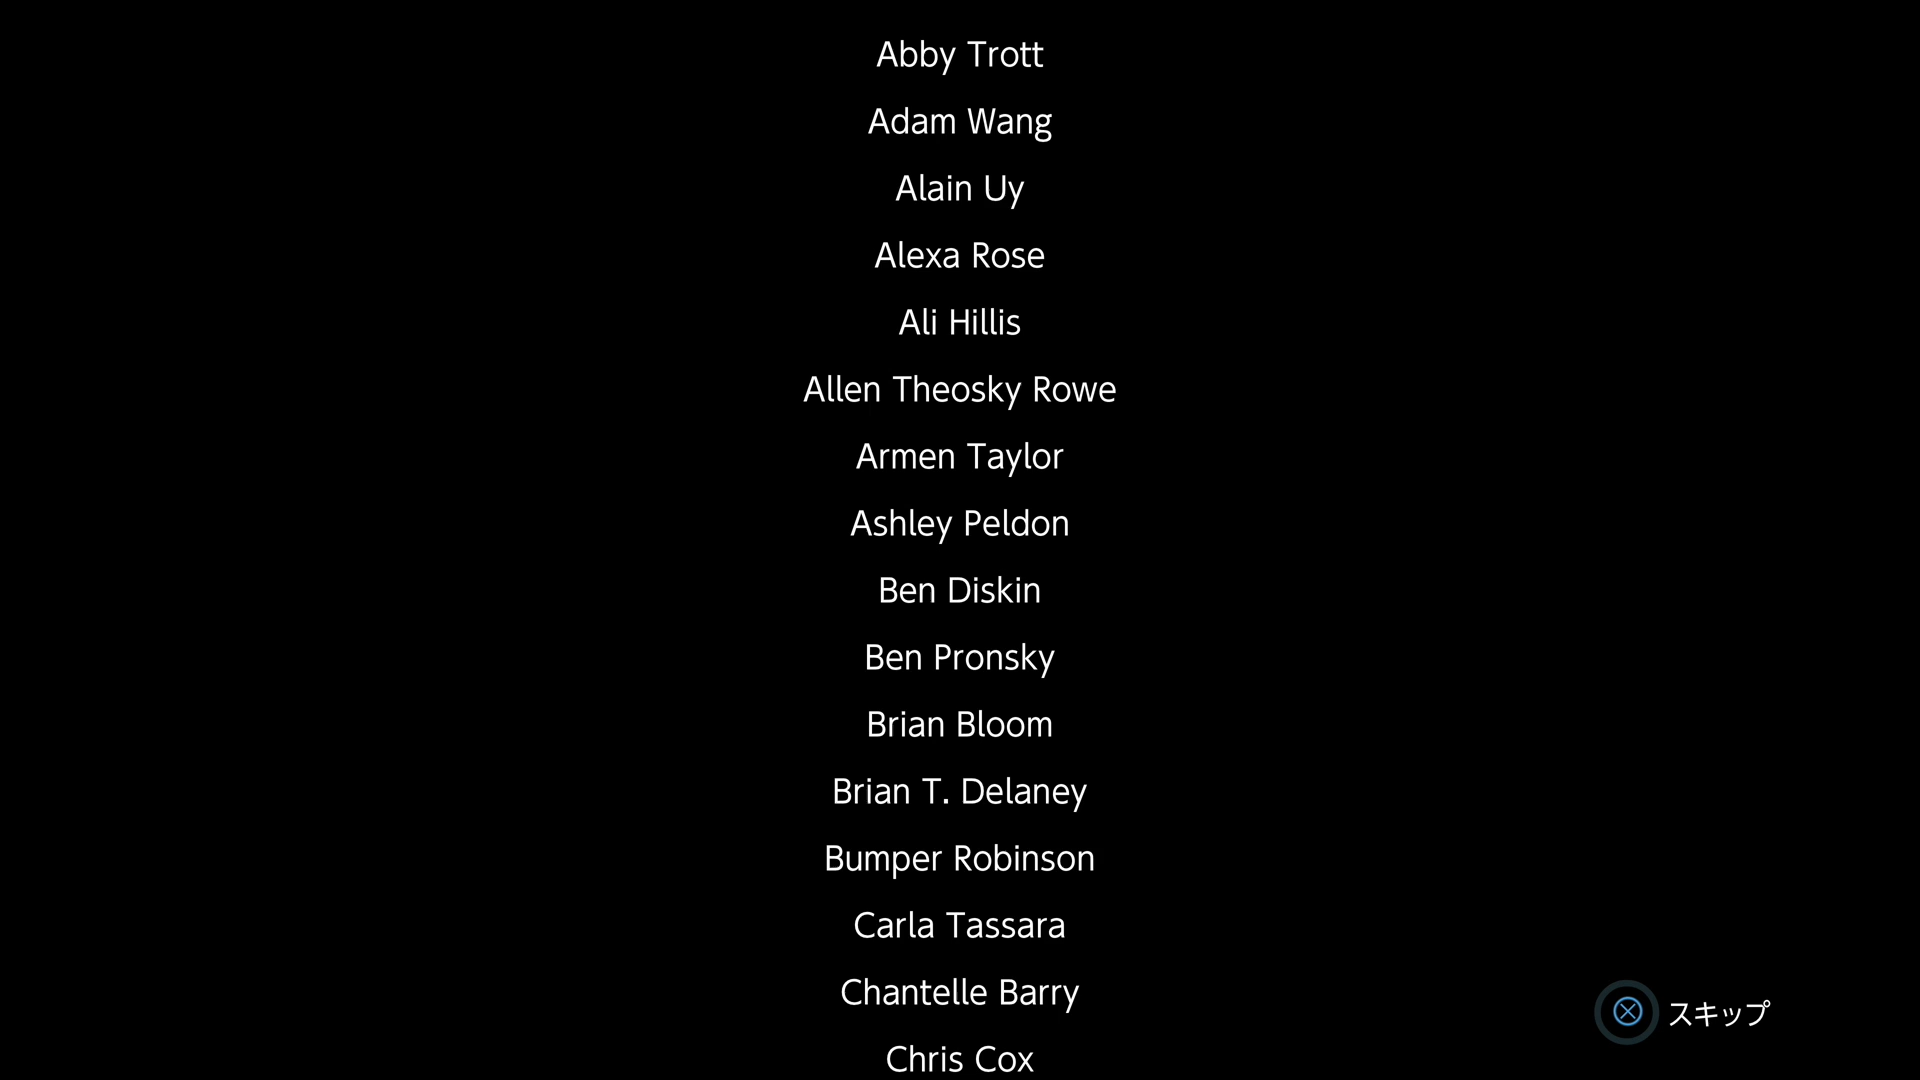 Abby Trott
Adam Wang
Alain Uy
Alexa Rose
Ali Hillis
Allen Theosky Rowe
Armen Taylor
Ashley Peldon
Ben Diskin
Ben Pronsky
Brian Bloom
Brian T. Delaney
Bumper Robinson
Carla Tassara
Chantelle Barry
Chris Cox
スキップ